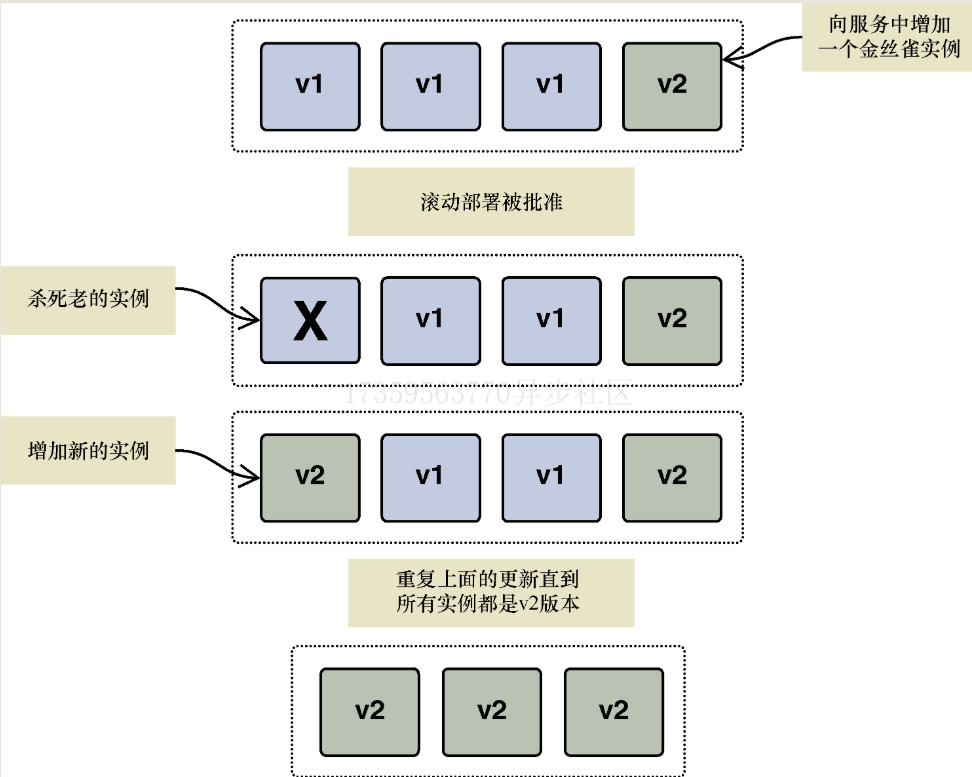 向服务中增加
一个金丝雀实例
v1 v1 v1 v2
滚动部署被批准
杀死老的实例
X v1 v1 v2
17359563770异步社区
增加新的实例
v2 v1 v1 v2
重复上面的更新直到
所有实例都是v2版本
v2 v2 v2